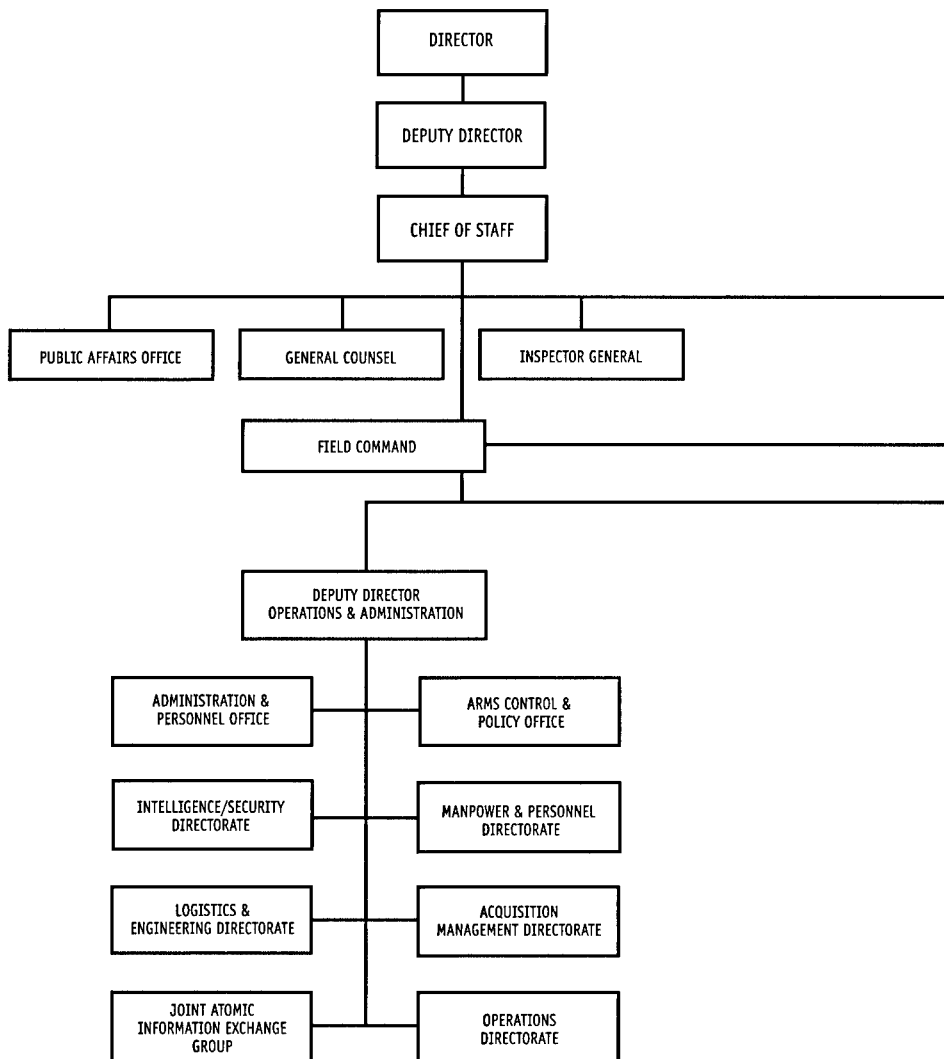 DIRECTOR
DEPUTY DIRECTOR
CHIEF OF STAFF
PUBLIC AFFAIRS OFFICE
GENERAL COUNSEL
INSPECTOR GENERAL
FIELD COMMAND
DEPUTY DIRECTOR
OPERATIONS & ADMINISTRATION
ADMINISTRATION &
PERSONNEL OFFICE
ARMS CONTROL &
POLICY OFFICE
INTELLIGENCE/SECURITY
DIRECTORATE
MANPOWER & PERSONNEL
DIRECTORATE
LOGISTICS &
ENGINEERING DIRECTORATE
ACQUISITION
MANAGEMENT DIRECTORATE
JOINT ATOMIC
INFORMATION EXCHANGE
GROUP
OPERATIONS
DIRECTORATE